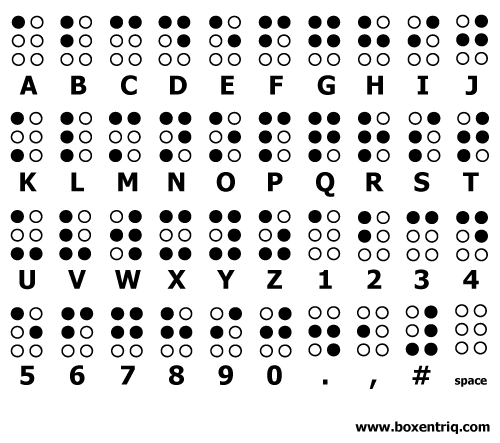 A B C D E F G H I J
K L M N O P Q R S T
U V W X Y Z 1 2 3 4
5 6 7 8 9 0 . , # space
www.boxentriq.com